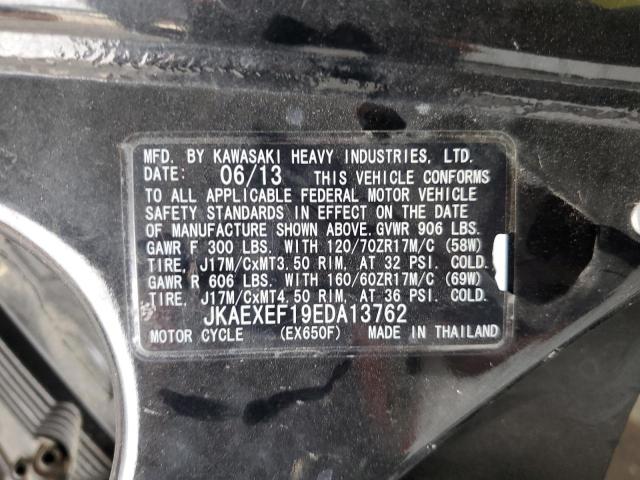 MFD. BY KAWASAKI HEAVY INDUSTRIES, LTD.
DATE: 06/13 THIS VEHICLE CONFORMS
TO ALL APPLICABLE FEDERAL MOTOR VEHICLE
SAFETY STANDARDS IN EFFECT ON THE DATE
OF MANUFACTURE SHOWN ABOVE. GVWR 906 LBS.
GAWR F 300 LBS. WITH 120/70ZR17M/C (58W)
TIRE, J17M/CxMT3.50 RIM, AT 32 PSI. COLD.
GAWR R 606 LBS. WITH 160/60ZR17M/C (69W)
TIRE, J17M/CxMT4.50 RIM, AT 36 PSI. COLD.
JKAEXEF19EDA13762
MOTOR CYCLE (EX650F) MADE IN THAILAND